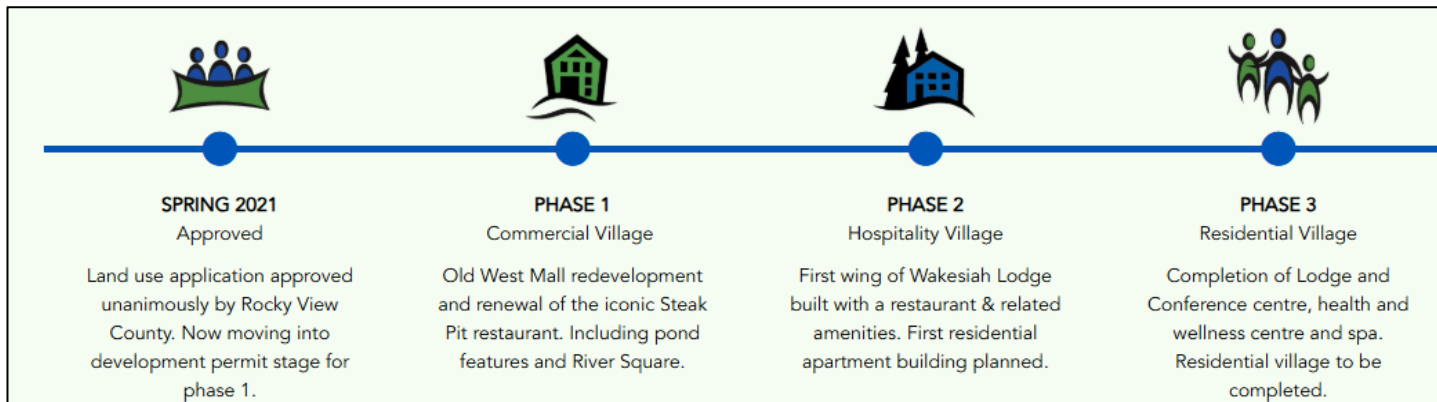 SPRING 2021
Approved
Land use application approved
unanimously by Rocky View
County. Now moving into
development permit stage for
phase 1.
PHASE 1
Commercial Village
Old West Mall redevelopment
and renewal of the iconic Steak
Pit restaurant. Including pond
features and River Square.
PHASE 2
Hospitality Village
First wing of Wakesiah Lodge
built with a restaurant & related
amenities. First residential
apartment building planned.
PHASE 3
Residential Village
Completion of Lodge and
Conference centre, health and
wellness centre and spa.
Residential village to be
completed.